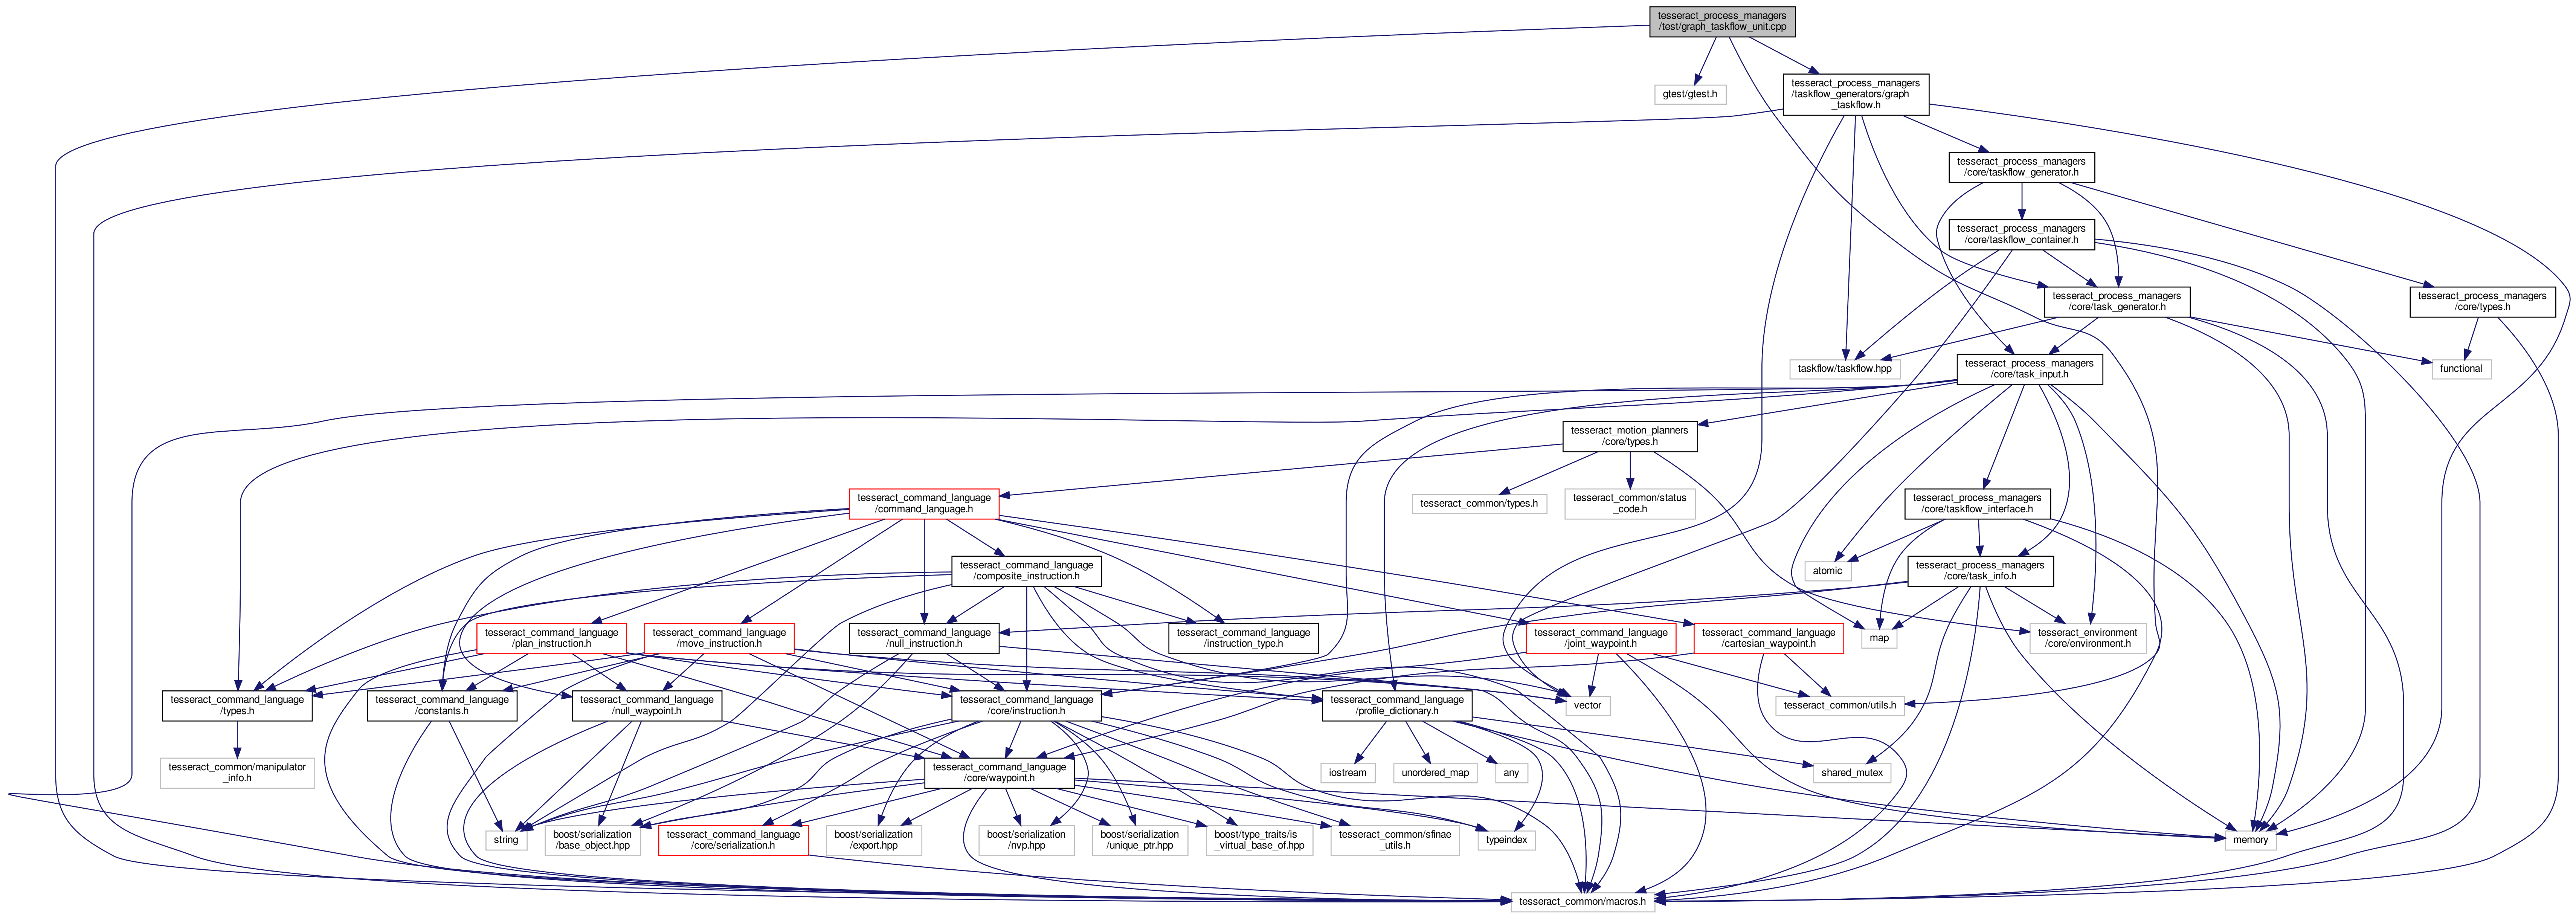 tesseract_process_managers
/test/graph_taskflow_unit.cpp
gtest/gtest.h
tesseract_process_managers
/taskflow_generators/graph
_taskflow.h
tesseract_process_managers
/core/taskflow_generator.h
tesseract_process_managers
/core/taskflow_container.h
tesseract_process_managers
/core/task_generator.h
tesseract_process_managers
/core/types.h
taskflow/taskflow.hpp
tesseract_process_managers
/core/task_input.h
functional
tesseract_motion_planners
/core/types.h
tesseract_command_language
/command_language.h
tesseract_common/types.h
tesseract_common/status
_code.h
tesseract_process_managers
/core/taskflow_interface.h
tesseract_command_language
/composite_instruction.h
atomic
tesseract_process_managers
/core/task_info.h
tesseract_command_language
/plan_instruction.h
tesseract_command_language
/move_instruction.h
tesseract_command_language
/null_instruction.h
tesseract_command_language
/instruction_type.h
tesseract_command_language
/joint_waypoint.h
tesseract_command_language
/cartesian_waypoint.h
map
tesseract_environment
/core/environment.h
tesseract_command_language
/types.h
tesseract_command_language
/constants.h
tesseract_command_language
/null_waypoint.h
tesseract_command_language
/core/instruction.h
tesseract_command_language
/profile_dictionary.h
vector
tesseract_common/utils.h
tesseract_common/manipulator
_info.h
tesseract_command_language
/core/waypoint.h
iostream
unordered_map
any
shared_mutex
string
boost/serialization
/base_object.hpp
tesseract_command_language
/core/serialization.h
boost/serialization
/export.hpp
boost/serialization
/nvp.hpp
boost/serialization
/unique_ptr.hpp
boost/type_traits/is
_virtual_base_of.hpp
tesseract_common/sfinae
_utils.h
typeindex
memory
tesseract_common/macros.h